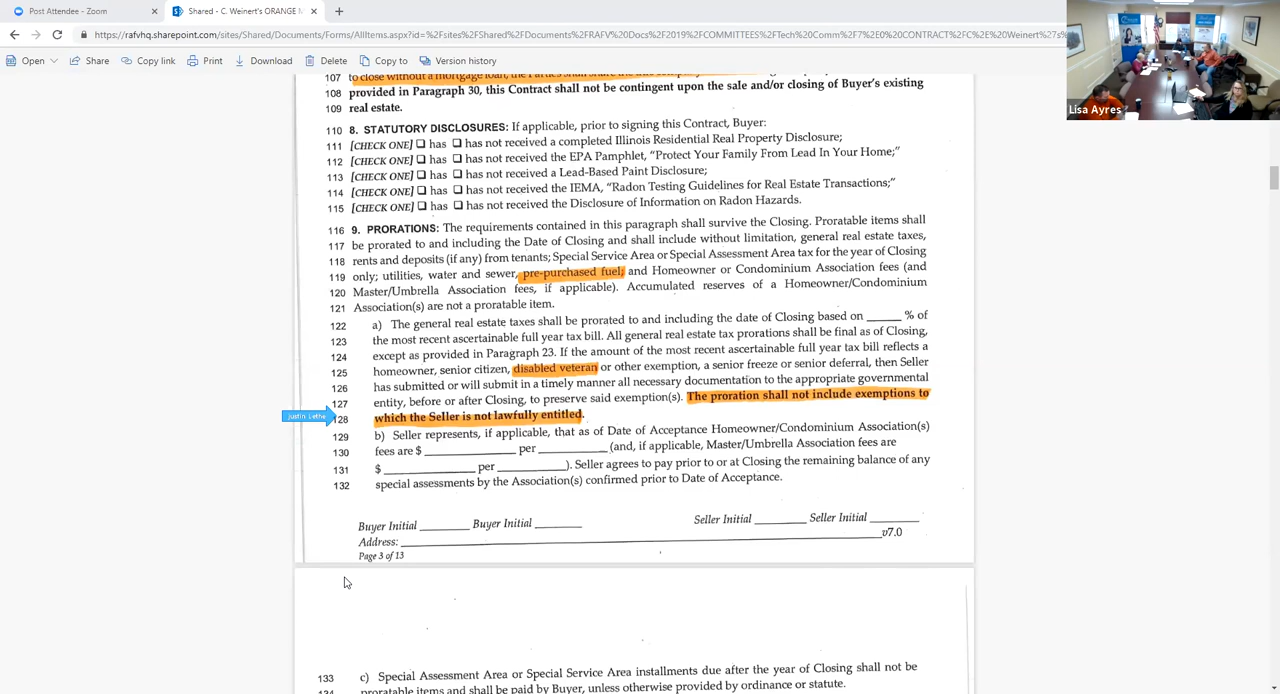 Post Attendee - Zoom
Shared - C. Weinert's ORANGE M
https://rafvhq.sharepoint.com/sites/Shared/Documents/Forms/AllItems.aspx?id=%2Fsites%2FShared%2FDocuments%2FRAFV%20Docs%2F2019%2FCOMMITTEES%2FTech%20Comm%2F7%2E0%20CONTRACT%2FC%2E%20Weinert%27s%
Open Share Copy link Print Download Delete Copy to Version history
Lisa Ayres
107 to close without a mortgage loan, the Parties shall share the
108 provided in Paragraph 30, this Contract shall not be contingent upon the sale and/or closing of Buyer's existing
109 real estate.
110 8. STATUTORY DISCLOSURES: If applicable, prior to signing this Contract, Buyer:
111 [CHECK ONE] ❑ has ❑ has not received a completed Illinois Residential Real Property Disclosure;
112 [CHECK ONE] ❑ has ❑ has not received the EPA Pamphlet, "Protect Your Family From Lead In Your Home;"
113 [CHECK ONE] ❑ has ❑ has not received a Lead-Based Paint Disclosure;
114 [CHECK ONE] ❑ has ❑ has not received the IEMA, "Radon Testing Guidelines for Real Estate Transactions;"
115 [CHECK ONE] ❑ has ❑ has not received the Disclosure of Information on Radon Hazards.
116 9. PRORATIONS: The requirements contained in this paragraph shall survive the Closing. Proratable items shall
117 be prorated to and including the Date of Closing and shall include without limitation, general real estate taxes,
118 rents and deposits (if any) from tenants; Special Service Area or Special Assessment Area tax for the year of Closing
119 only; utilities, water and sewer, pre-purchased fuel; and Homeowner or Condominium Association fees (and
120 Master/Umbrella Association fees, if applicable). Accumulated reserves of a Homeowner/Condominium
121 Association(s) are not a proratable item.
122 a) The general real estate taxes shall be prorated to and including the date of Closing based on ______ % of
123 the most recent ascertainable full year tax bill. All general real estate tax prorations shall be final as of Closing,
124 except as provided in Paragraph 23. If the amount of the most recent ascertainable full year tax bill reflects a
125 homeowner, senior citizen, disabled veteran or other exemption, a senior freeze or senior deferral, then Seller
126 has submitted or will submit in a timely manner all necessary documentation to the appropriate governmental
127 entity, before or after Closing, to preserve said exemption(s). The proration shall not include exemptions to
Justin Lethe
128 which the Seller is not lawfully entitled.
129 b) Seller represents, if applicable, that as of Date of Acceptance Homeowner/Condominium Association(s)
130 fees are $ ____________ per _________ (and, if applicable, Master/Umbrella Association fees are
131 $ ____________ per _________). Seller agrees to pay prior to or at Closing the remaining balance of any
132 special assessments by the Association(s) confirmed prior to Date of Acceptance.
Buyer Initial ________ Buyer Initial ________ Seller Initial ________ Seller Initial ________
Address: ________________ v7.0
Page 3 of 13
133 c) Special Assessment Area or Special Service Area installments due after the year of Closing shall not be
134 proratable items and shall be paid by Buyer, unless otherwise provided by ordinance or statute.